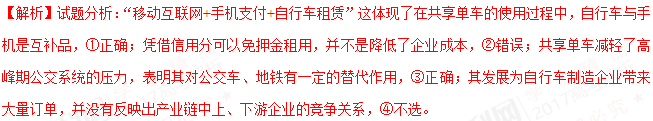 【解析】试题分析：“移动互联网+手机支付+自行车租赁”这体现了在共享单车的使用过程中，自行车与手
机是互补品，①正确；凭借信用分可以免押金租用，并不是降低了企业成本，②错误；共享单车减轻了高
峰期公交系统的压力，表明其对公交车、地铁有一定的替代作用，③正确；其发展为自行车制造企业带来
大量订单，并没有反映出产业链中上、下游企业的竞争关系，④不选。